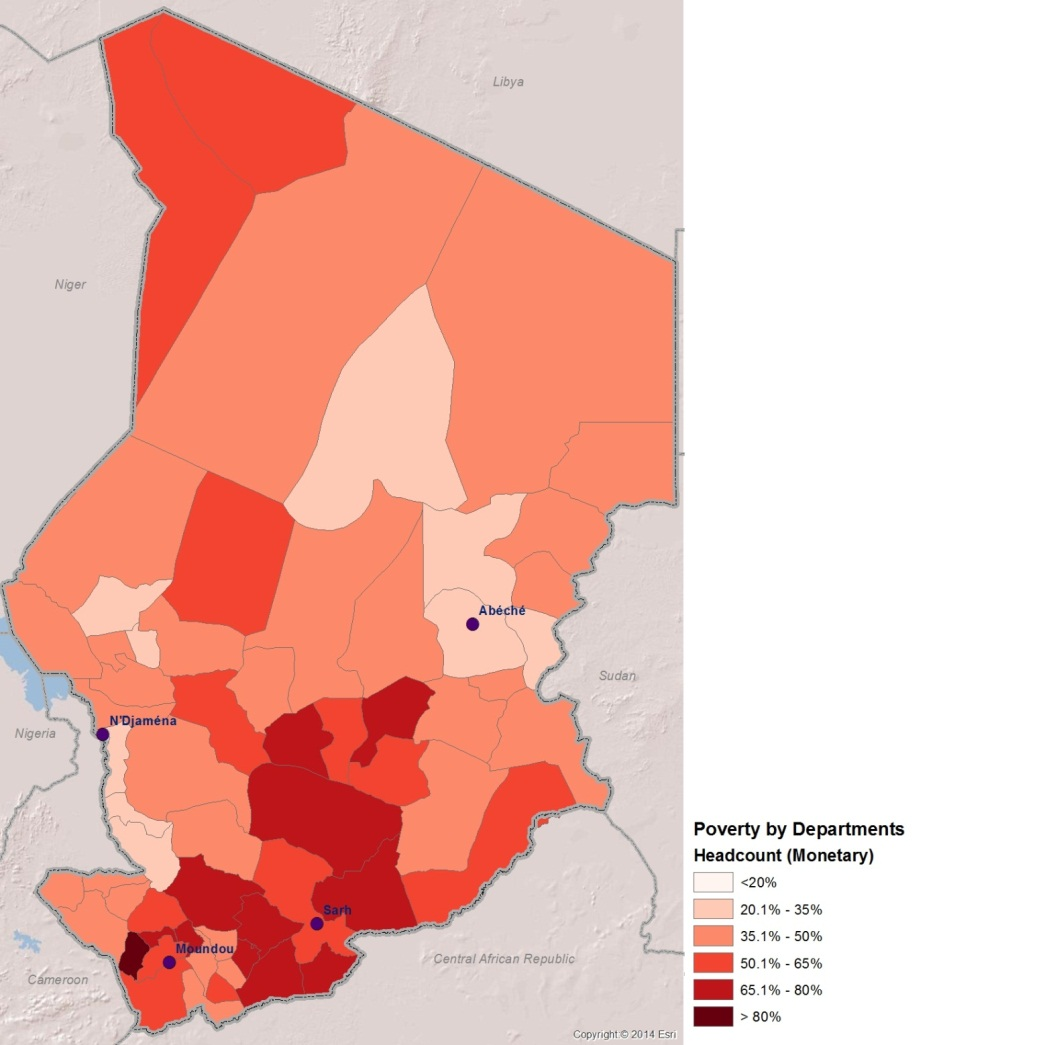 Libya
Niger
Abéché
Sudan
N'Djaména
Nigeria
Sarh
Moundou
Central African Republic
Cameroon
Copyright:© 2014 Esri
Poverty by Departments
Headcount (Monetary)
<20%
20.1% - 35%
35.1% - 50%
50.1% - 65%
65.1% - 80%
> 80%